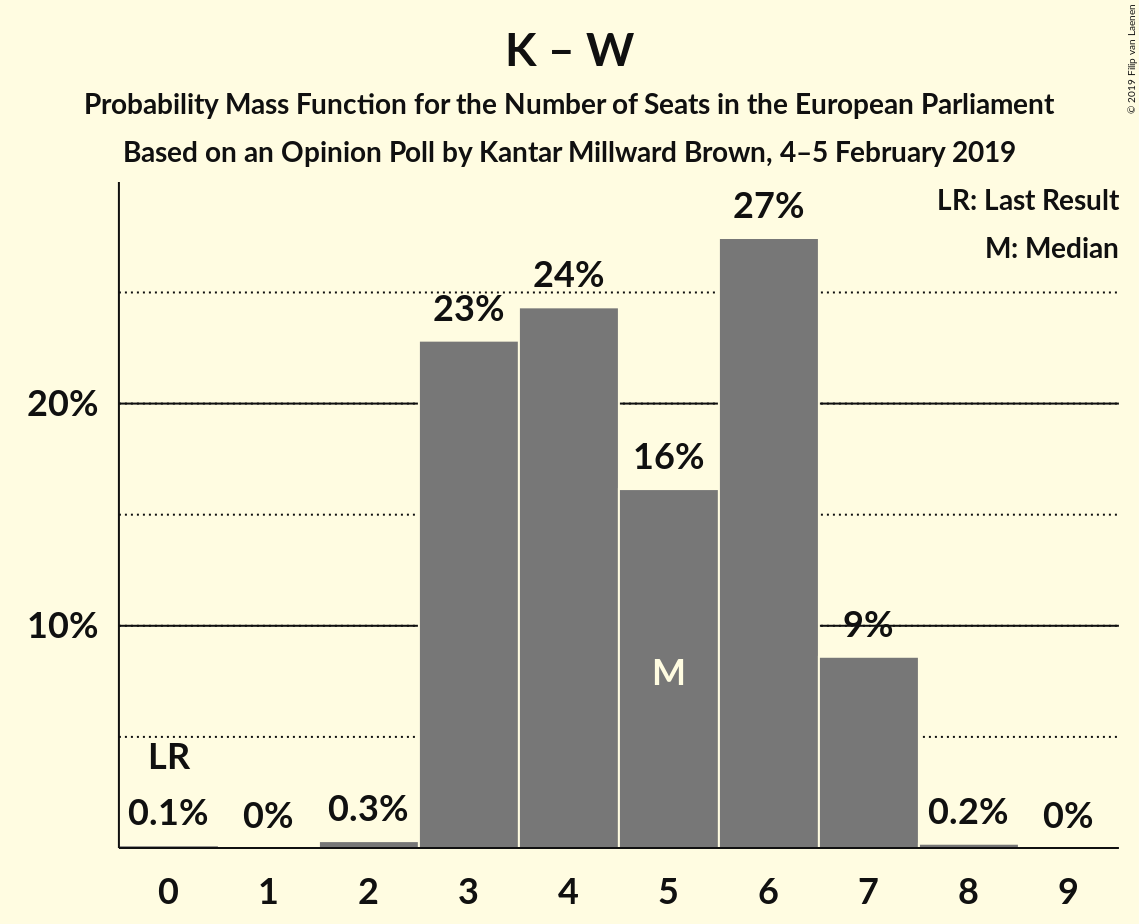 K – W
Probability Mass Function for the Number of Seats in the European Parliament
Based on an Opinion Poll by Kantar Millward Brown, 4–5 February 2019
© 2019 Filip van Laenen
LR: Last Result
M: Median
27%
24%
23%
20%
16%
10%
9%
M
LR
0.1%
0%
0.3%
0.2%
0%
0 1 2 3 4 5 6 7 8 9